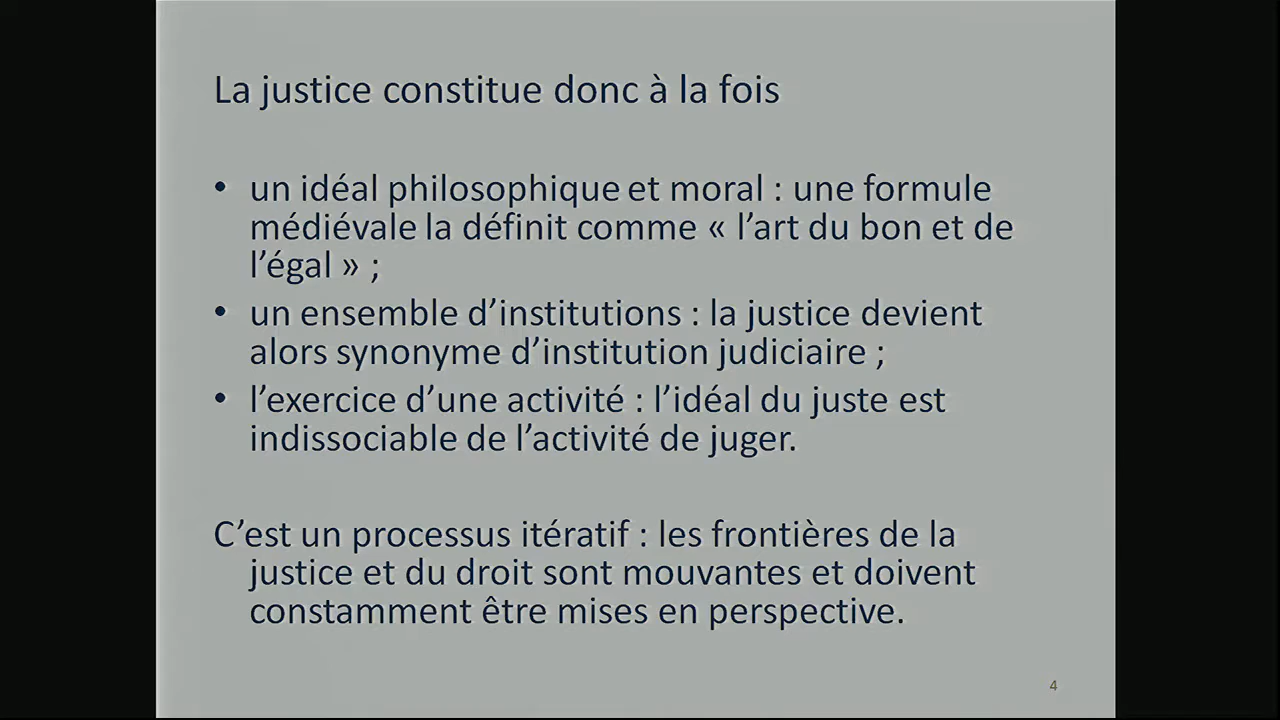 La justice constitue donc à la fois
• un idéal philosophique et moral : une formule
médiévale la définit comme « l’art du bon et de
l’égal » ;
• un ensemble d’institutions : la justice devient
alors synonyme d’institution judiciaire ;
• l’exercice d’une activité : l’idéal du juste est
indissociable de l’activité de juger.
C’est un processus itératif : les frontières de la
justice et du droit sont mouvantes et doivent
constamment être mises en perspective.
4